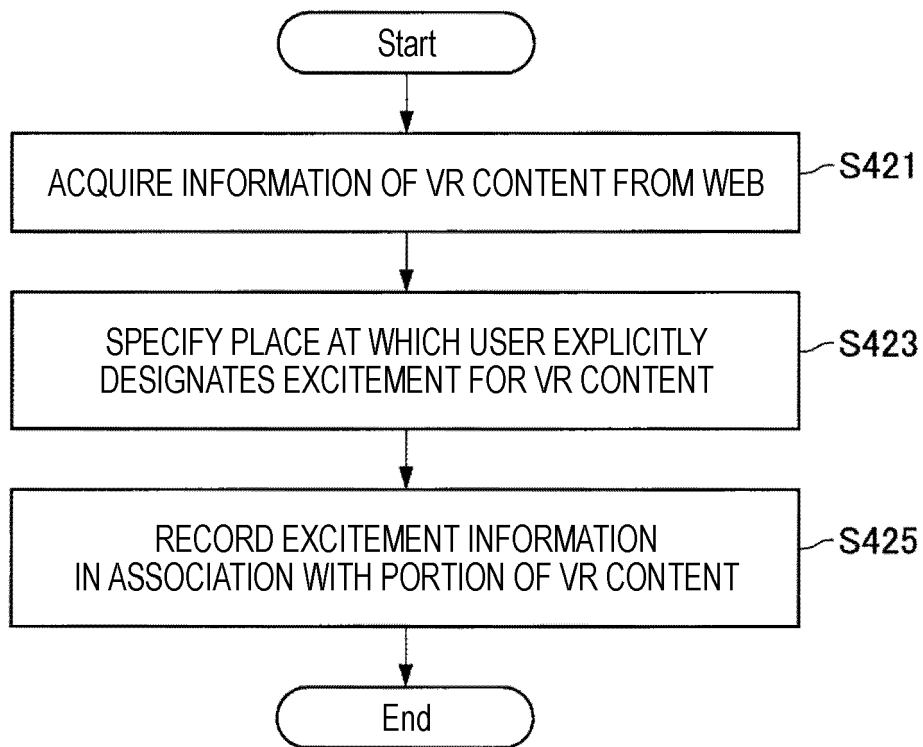 Start
ACQUIRE INFORMATION OF VR CONTENT FROM WEB
S421
SPECIFY PLACE AT WHICH USER EXPLICITLY
DESIGNATES EXCITEMENT FOR VR CONTENT
S423
RECORD EXCITEMENT INFORMATION
IN ASSOCIATION WITH PORTION OF VR CONTENT
S425
End